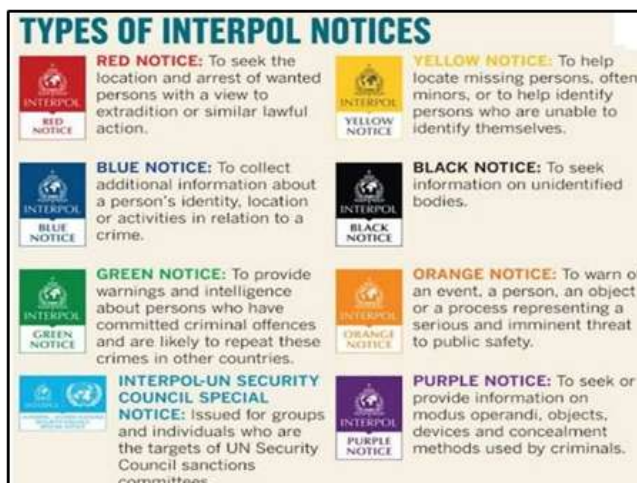 TYPES OF INTERPOL NOTICES
INTERPOL
RED
NOTICE
RED NOTICE: To seek the
location and arrest of wanted
persons with a view to
extradition or similar lawful
action.
INTERPOL
YELLOW
NOTICE
YELLOW NOTICE: To help
locate missing persons, often
minors, or to help identify
persons who are unable to
identify themselves.
INTERPOL
BLUE
NOTICE
BLUE NOTICE: To collect
additional information about
a person's identity, location
or activities in relation to a
crime.
INTERPOL
BLACK
NOTICE
BLACK NOTICE: To seek
information on unidentified
bodies.
INTERPOL
GREEN
NOTICE
GREEN NOTICE: To provide
warnings and intelligence
about persons who have
committed criminal offences
and are likely to repeat these
crimes in other countries.
INTERPOL
ORANGE
NOTICE
ORANGE NOTICE: To warn o
an event, a person, an object
or a process representing a
serious and imminent threat
to public safety.
INTERPOL-UN SECURITY
COUNCIL SPECIAL
NOTICE: Issued for groups
and individuals who are
the targets of UN Security
Council sanctions
committees
INTERPOL
PURPLE
NOTICE
PURPLE NOTICE: To seek or
provide information on
modus operandi, objects,
devices and concealment
methods used by criminals.